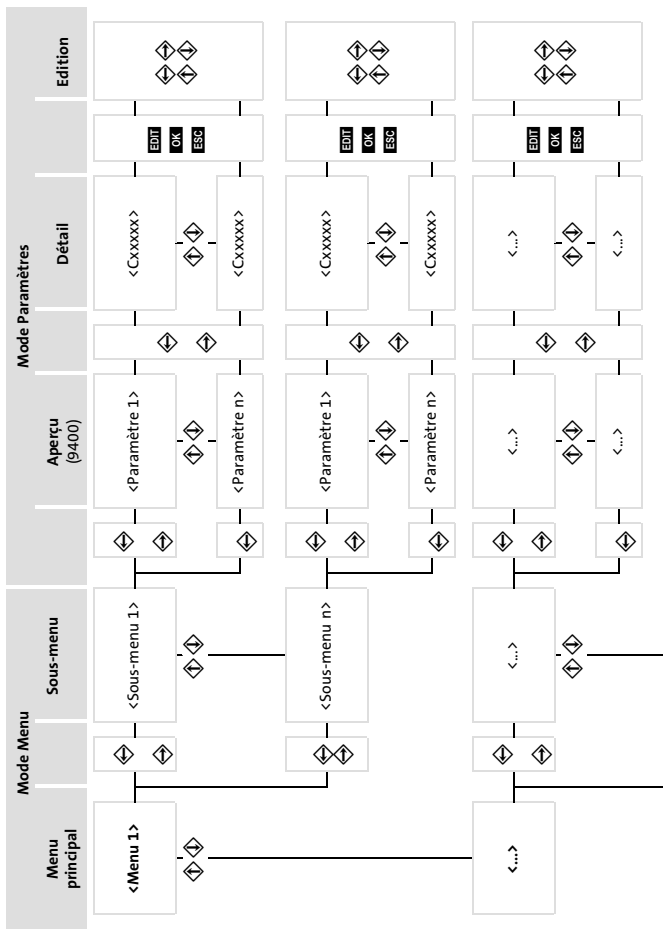 Mode Menu
Mode Paramètres
Menu
principal
Sous-menu
Aperçu
(9400)
Détail
Edition
<Menu 1>
<Sous-menu 1>
<Paramètre 1>
<Cxxxxx>
EDIT
OK
ESC
<Paramètre n>
<Cxxxxx>
<Sous-menu n>
<Paramètre 1>
<Cxxxxx>
EDIT
OK
ESC
<Paramètre n>
<Cxxxxx>
<...>
<...>
<...>
<...>
EDIT
OK
ESC
<...>
<...>